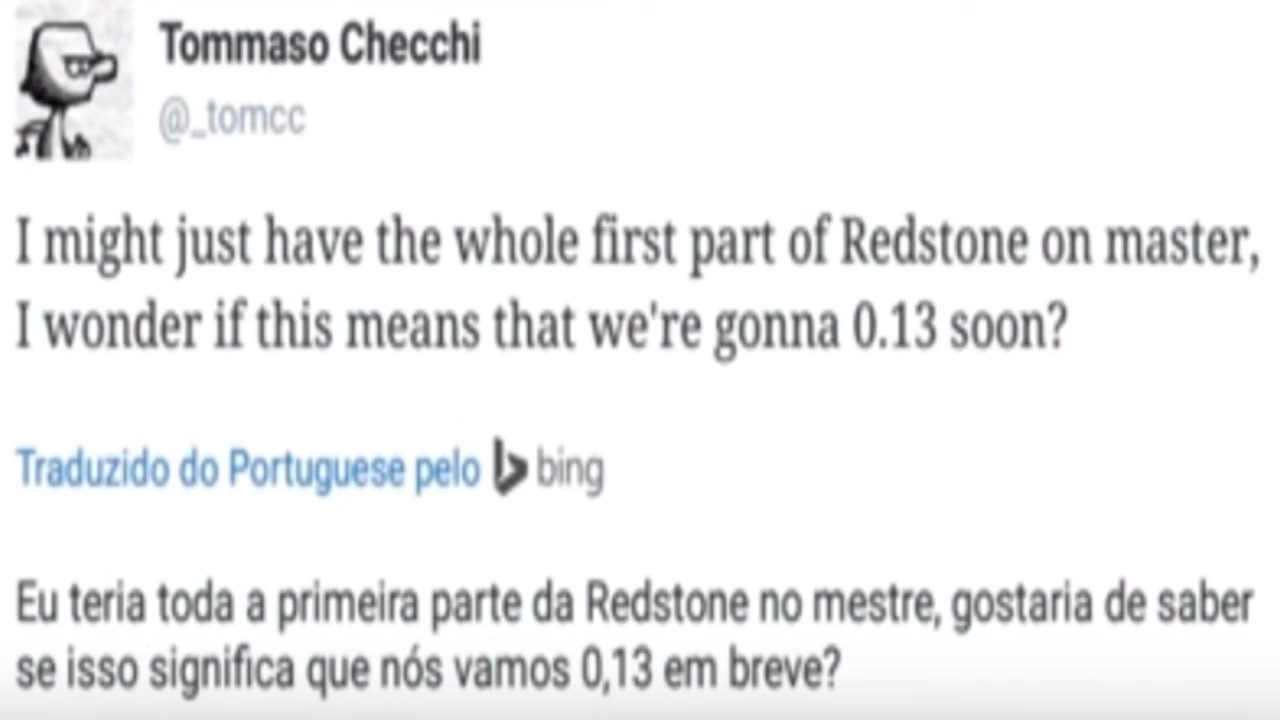 Tommaso Checchi
@_tomcc
I might just have the whole first part of Redstone on master,
I wonder if this means that we're gonna 0.13 soon?
Traduzido do Portuguese pelo bing
Eu teria toda a primeira parte da Redstone no mestre, gostaria de saber
se isso significa que nós vamos 0,13 em breve?